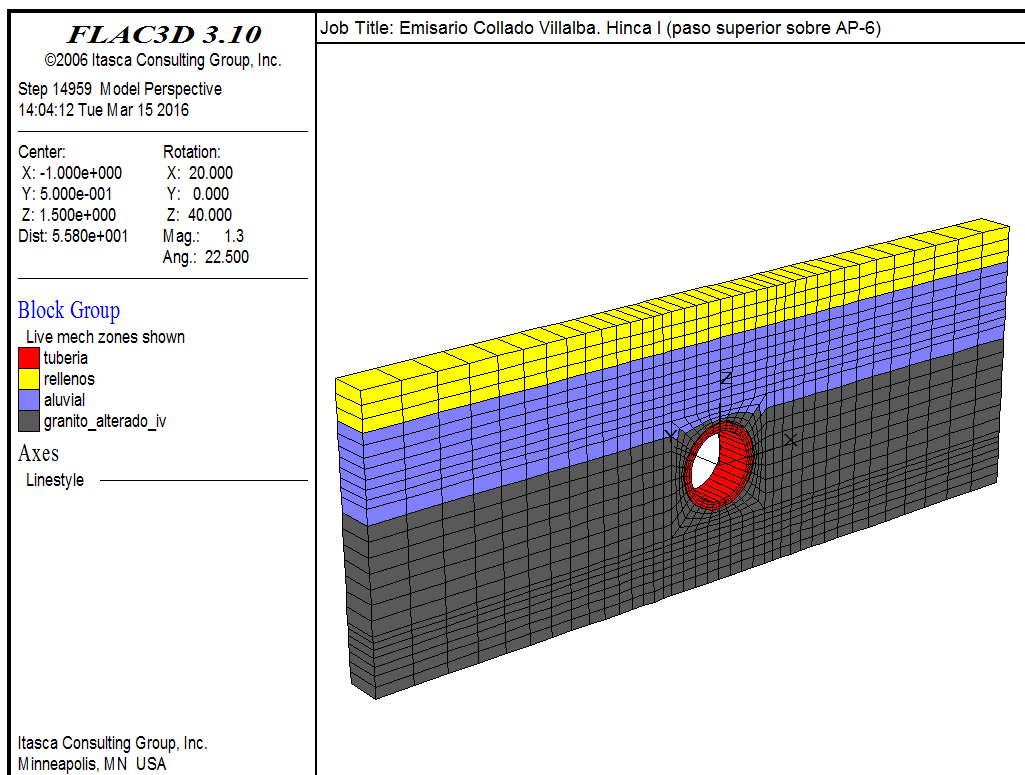 FLAC3D 3.10
©2006 Itasca Consulting Group, Inc.
Step 14959 Model Perspective
14:04:12 Tue Mar 15 2016
Center: Rotation:
X: -1.000e+000 X: 20.000
Y: 5.000e-001 Y: 0.000
Z: 1.500e+000 Z: 40.000
Dist: 5.580e+001 Mag.: 1.3
Ang.: 22.500
Block Group
Live mech zones shown
tuberia
rellenos
aluvial
granito_alterado_iv
Axes
Linestyle
Itasca Consulting Group, Inc.
Minneapolis, MN USA
Job Title: Emisario Collado Villalba. Hinca I (paso superior sobre AP-6)
Z
Y
X